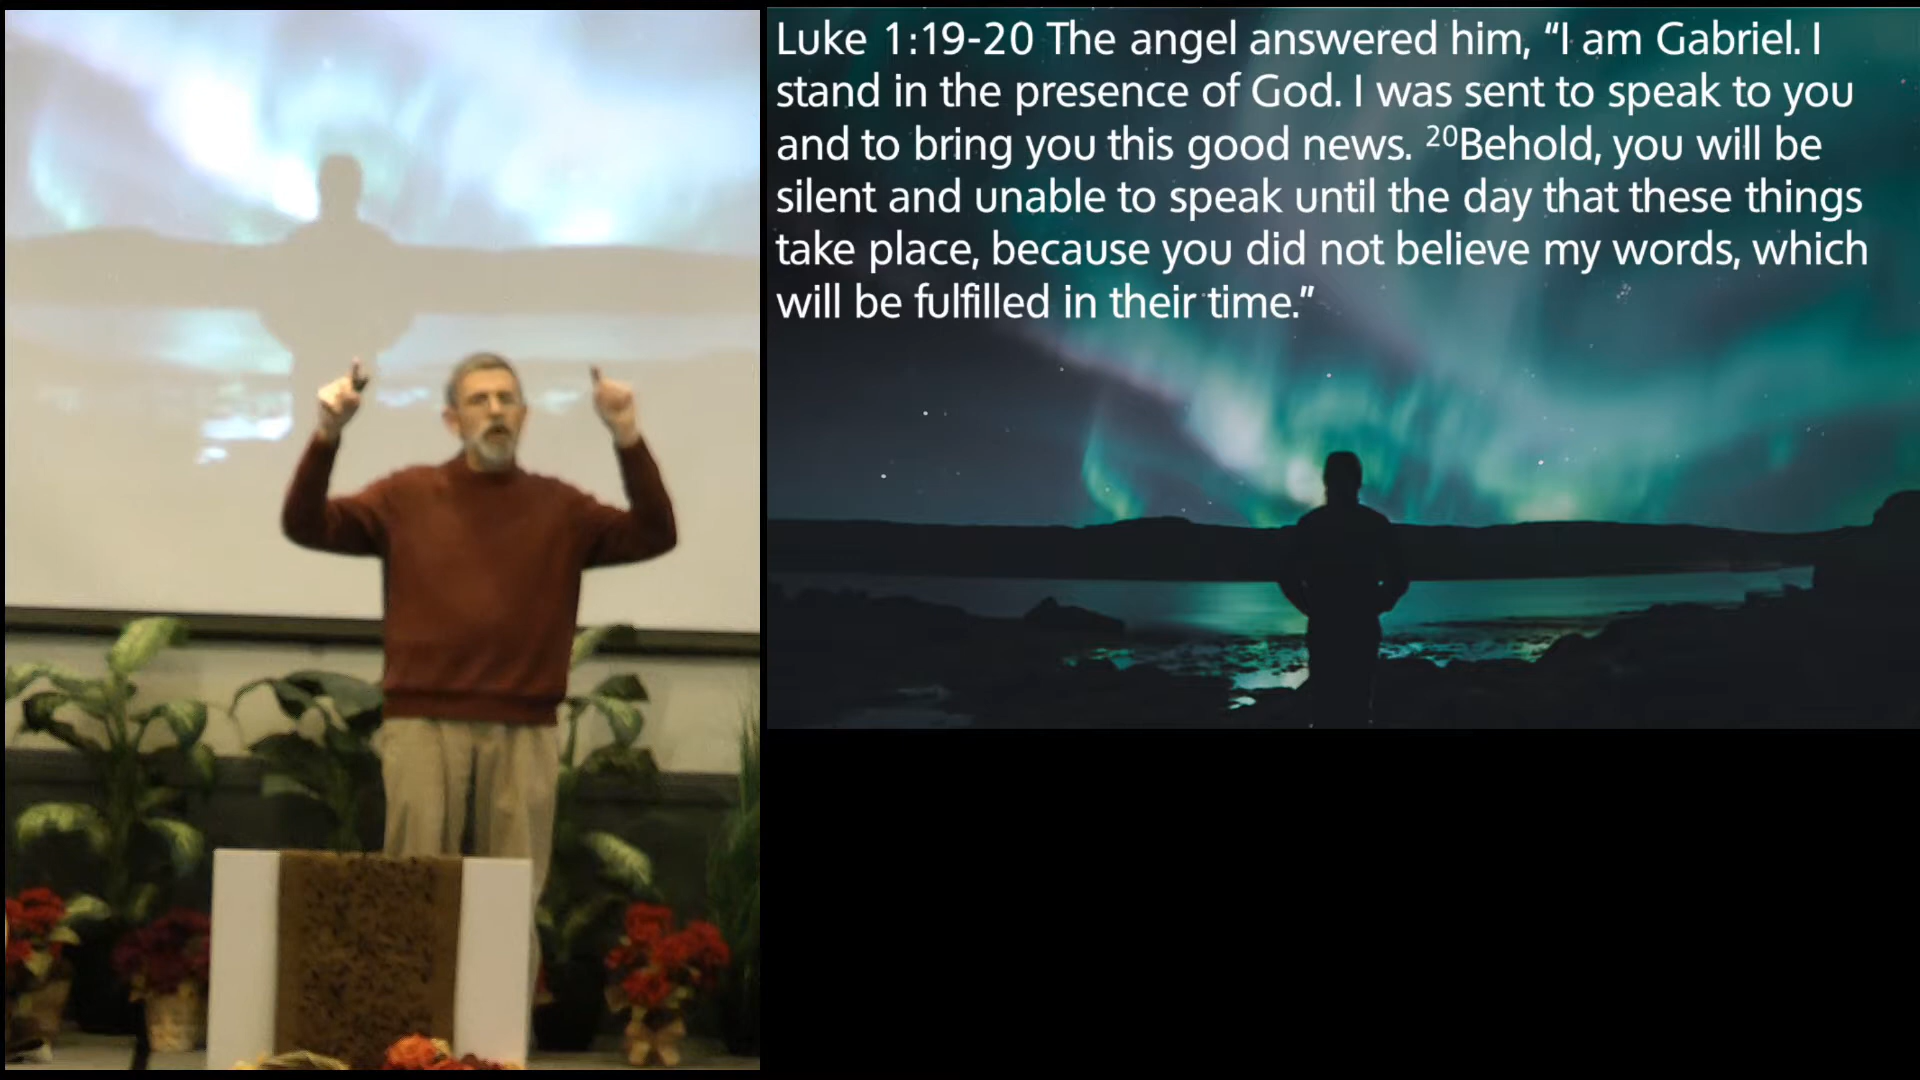 Luke 1:19-20 The angel answered him, “I am Gabriel. I
stand in the presence of God. I was sent to speak to you
and to bring you this good news. ²⁰Behold, you will be
silent and unable to speak until the day that these things
take place, because you did not believe my words, which
will be fulfilled in their time.”